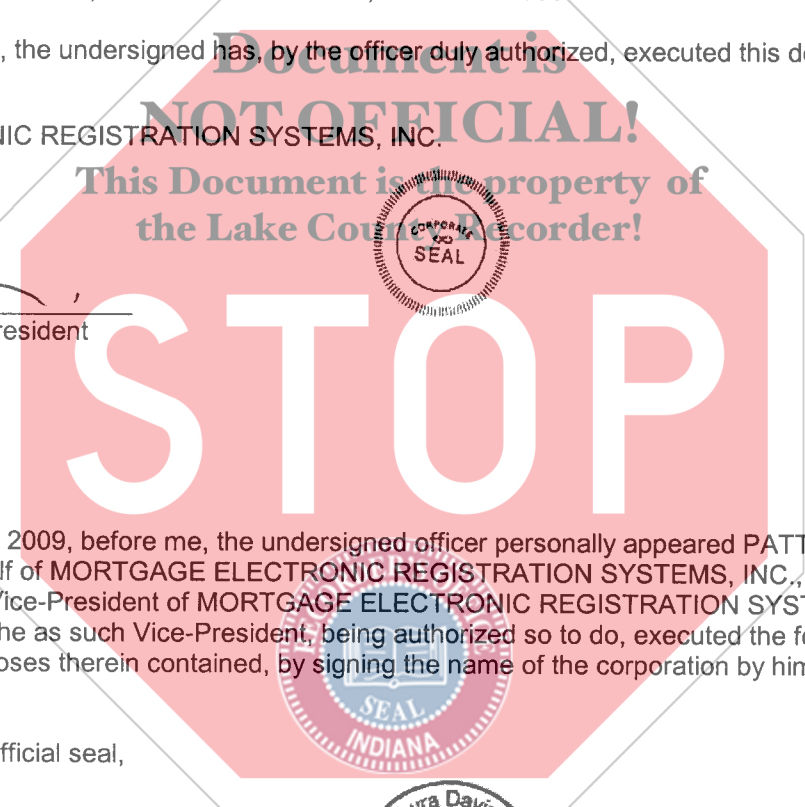 , the undersigned has, by the officer duly authorized, executed this d
Document is
NOT OFFICIAL!
NIC REGISTRATION SYSTEMS, INC.
This Document is the property of
the Lake County Recorder!
CORPORATE
SEAL
resident
STOP
2009, before me, the undersigned officer personally appeared PATT
lf of MORTGAGE ELECTRONIC REGISTRATION SYSTEMS, INC.,
Vice-President of MORTGAGE ELECTRONIC REGISTRATION SYST
he as such Vice-President, being authorized so to do, executed the fo
oses therein contained, by signing the name of the corporation by him
RECORDER'S OFFICE
SEAL
INDIANA
fficial seal,